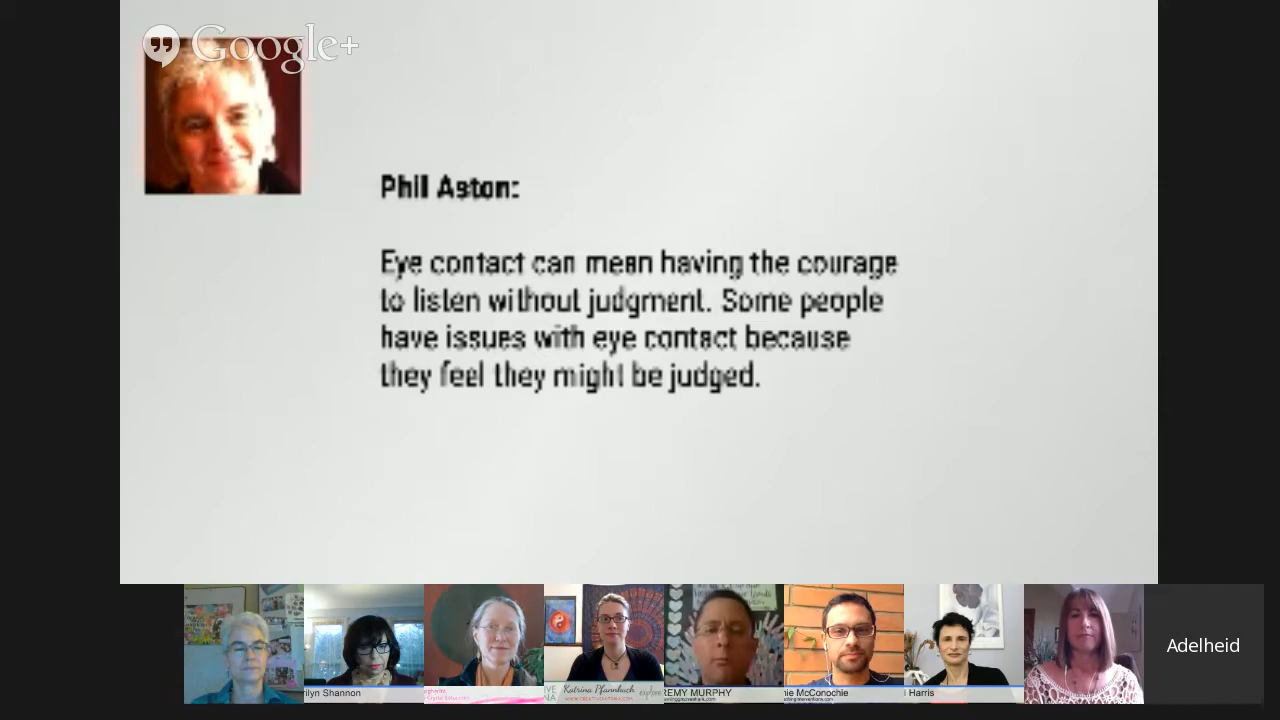 Google+
Phil Aston:
Eye contact can mean having the courage
to listen without judgment. Some people
have issues with eye contact because
they feel they might be judged.
Adelheid
rilyn Shannon
Katrina Pfannkuch
explore
REMY MURPHY
nie McConochie
Harris